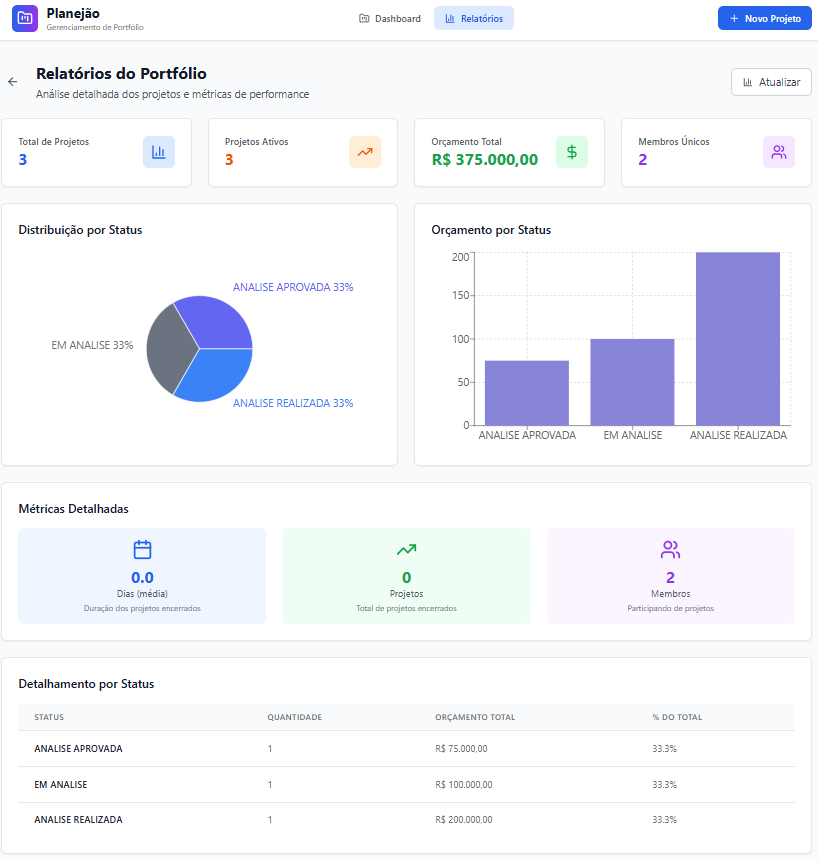 Planejão
Gerenciamento de Portfólio
Dashboard
Relatórios
Novo Projeto
Relatórios do Portfólio
Análise detalhada dos projetos e métricas de performance
Atualizar
Total de Projetos
3
Projetos Ativos
3
Orçamento Total
R$ 375.000,00
Membros Únicos
2
Distribuição por Status
ANALISE APROVADA 33%
EM ANALISE 33%
ANALISE REALIZADA 33%
Orçamento por Status
200
150
100
50
0
ANALISE APROVADA
EM ANALISE
ANALISE REALIZADA
Métricas Detalhadas
0.0
Dias (média)
Duração dos projetos encerrados
0
Projetos
Total de projetos encerrados
2
Membros
Participando de projetos
Detalhamento por Status
STATUS QUANTIDADE ORÇAMENTO TOTAL % DO TOTAL
ANALISE APROVADA 1 R$ 75.000,00 33.3%
EM ANALISE 1 R$ 100.000,00 33.3%
ANALISE REALIZADA 1 R$ 200.000,00 33.3%